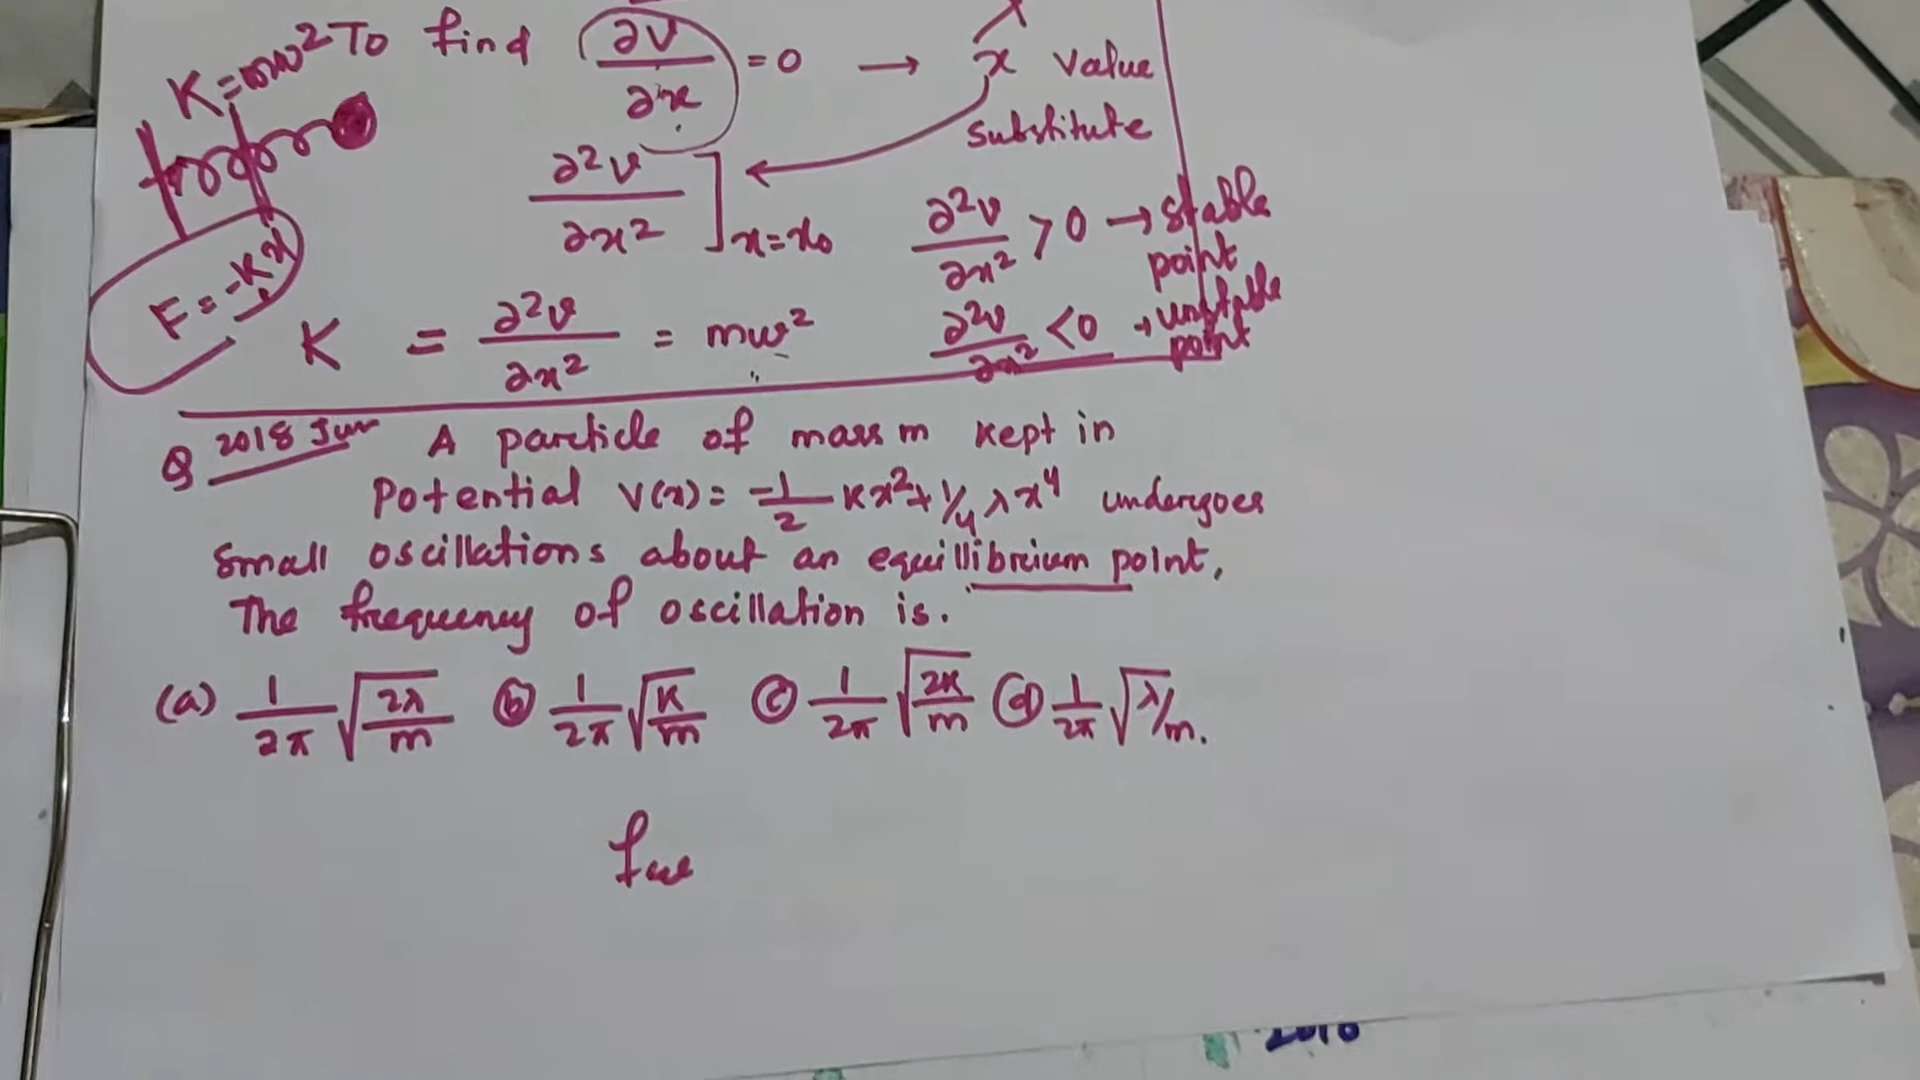 K=mω² To find ∂V/∂x = 0 → x value
substitute
∂²V/∂x² ]x=x₀ ∂²V/∂x² > 0 → stable point
F = -Kx
K = ∂²V/∂x² = mω² ∂²V/∂x² < 0 → unstable point
Q 2018 Jun A particle of mass m kept in
potential V(x) = -1/2 Kx² + 1/4 λx⁴ undergoes
small oscillations about an equillibreium point,
The frequency of oscillation is.
(a) 1/2π √(2λ/m) (b) 1/2π √(K/m) (c) 1/2π √(2K/m) (d) 1/2π √(λ/m).